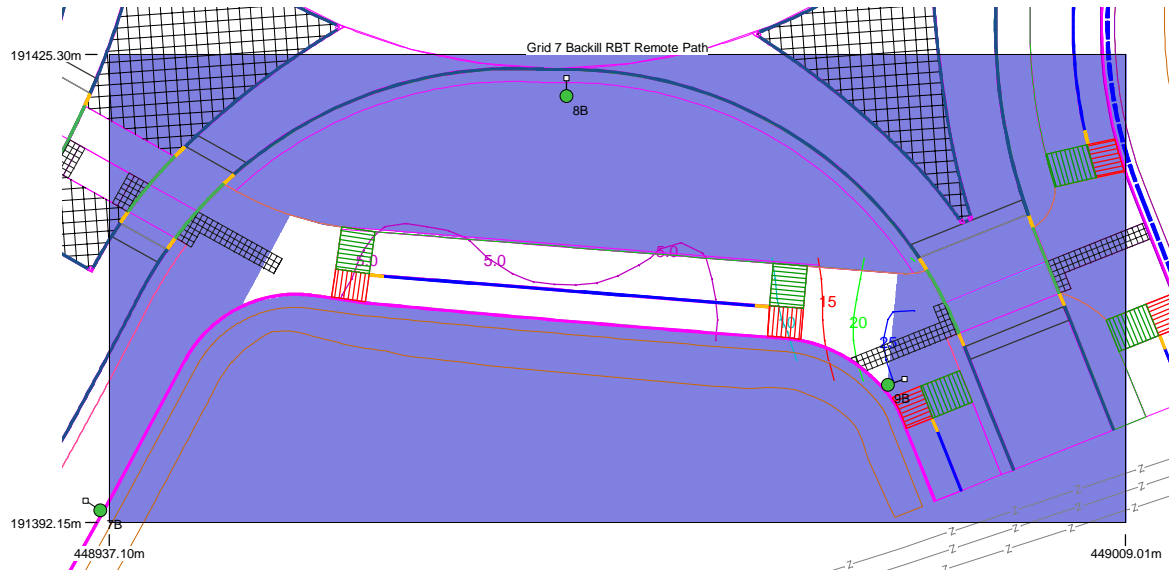 Grid 7 Backill RBT Remote Path
191425.30m
8B
5.0
5.0
5.0
10
15
20
25
9B
7B
191392.15m
448937.10m
449009.01m
Z
Z
Z
Z
Z
Z
Z
Z
Z